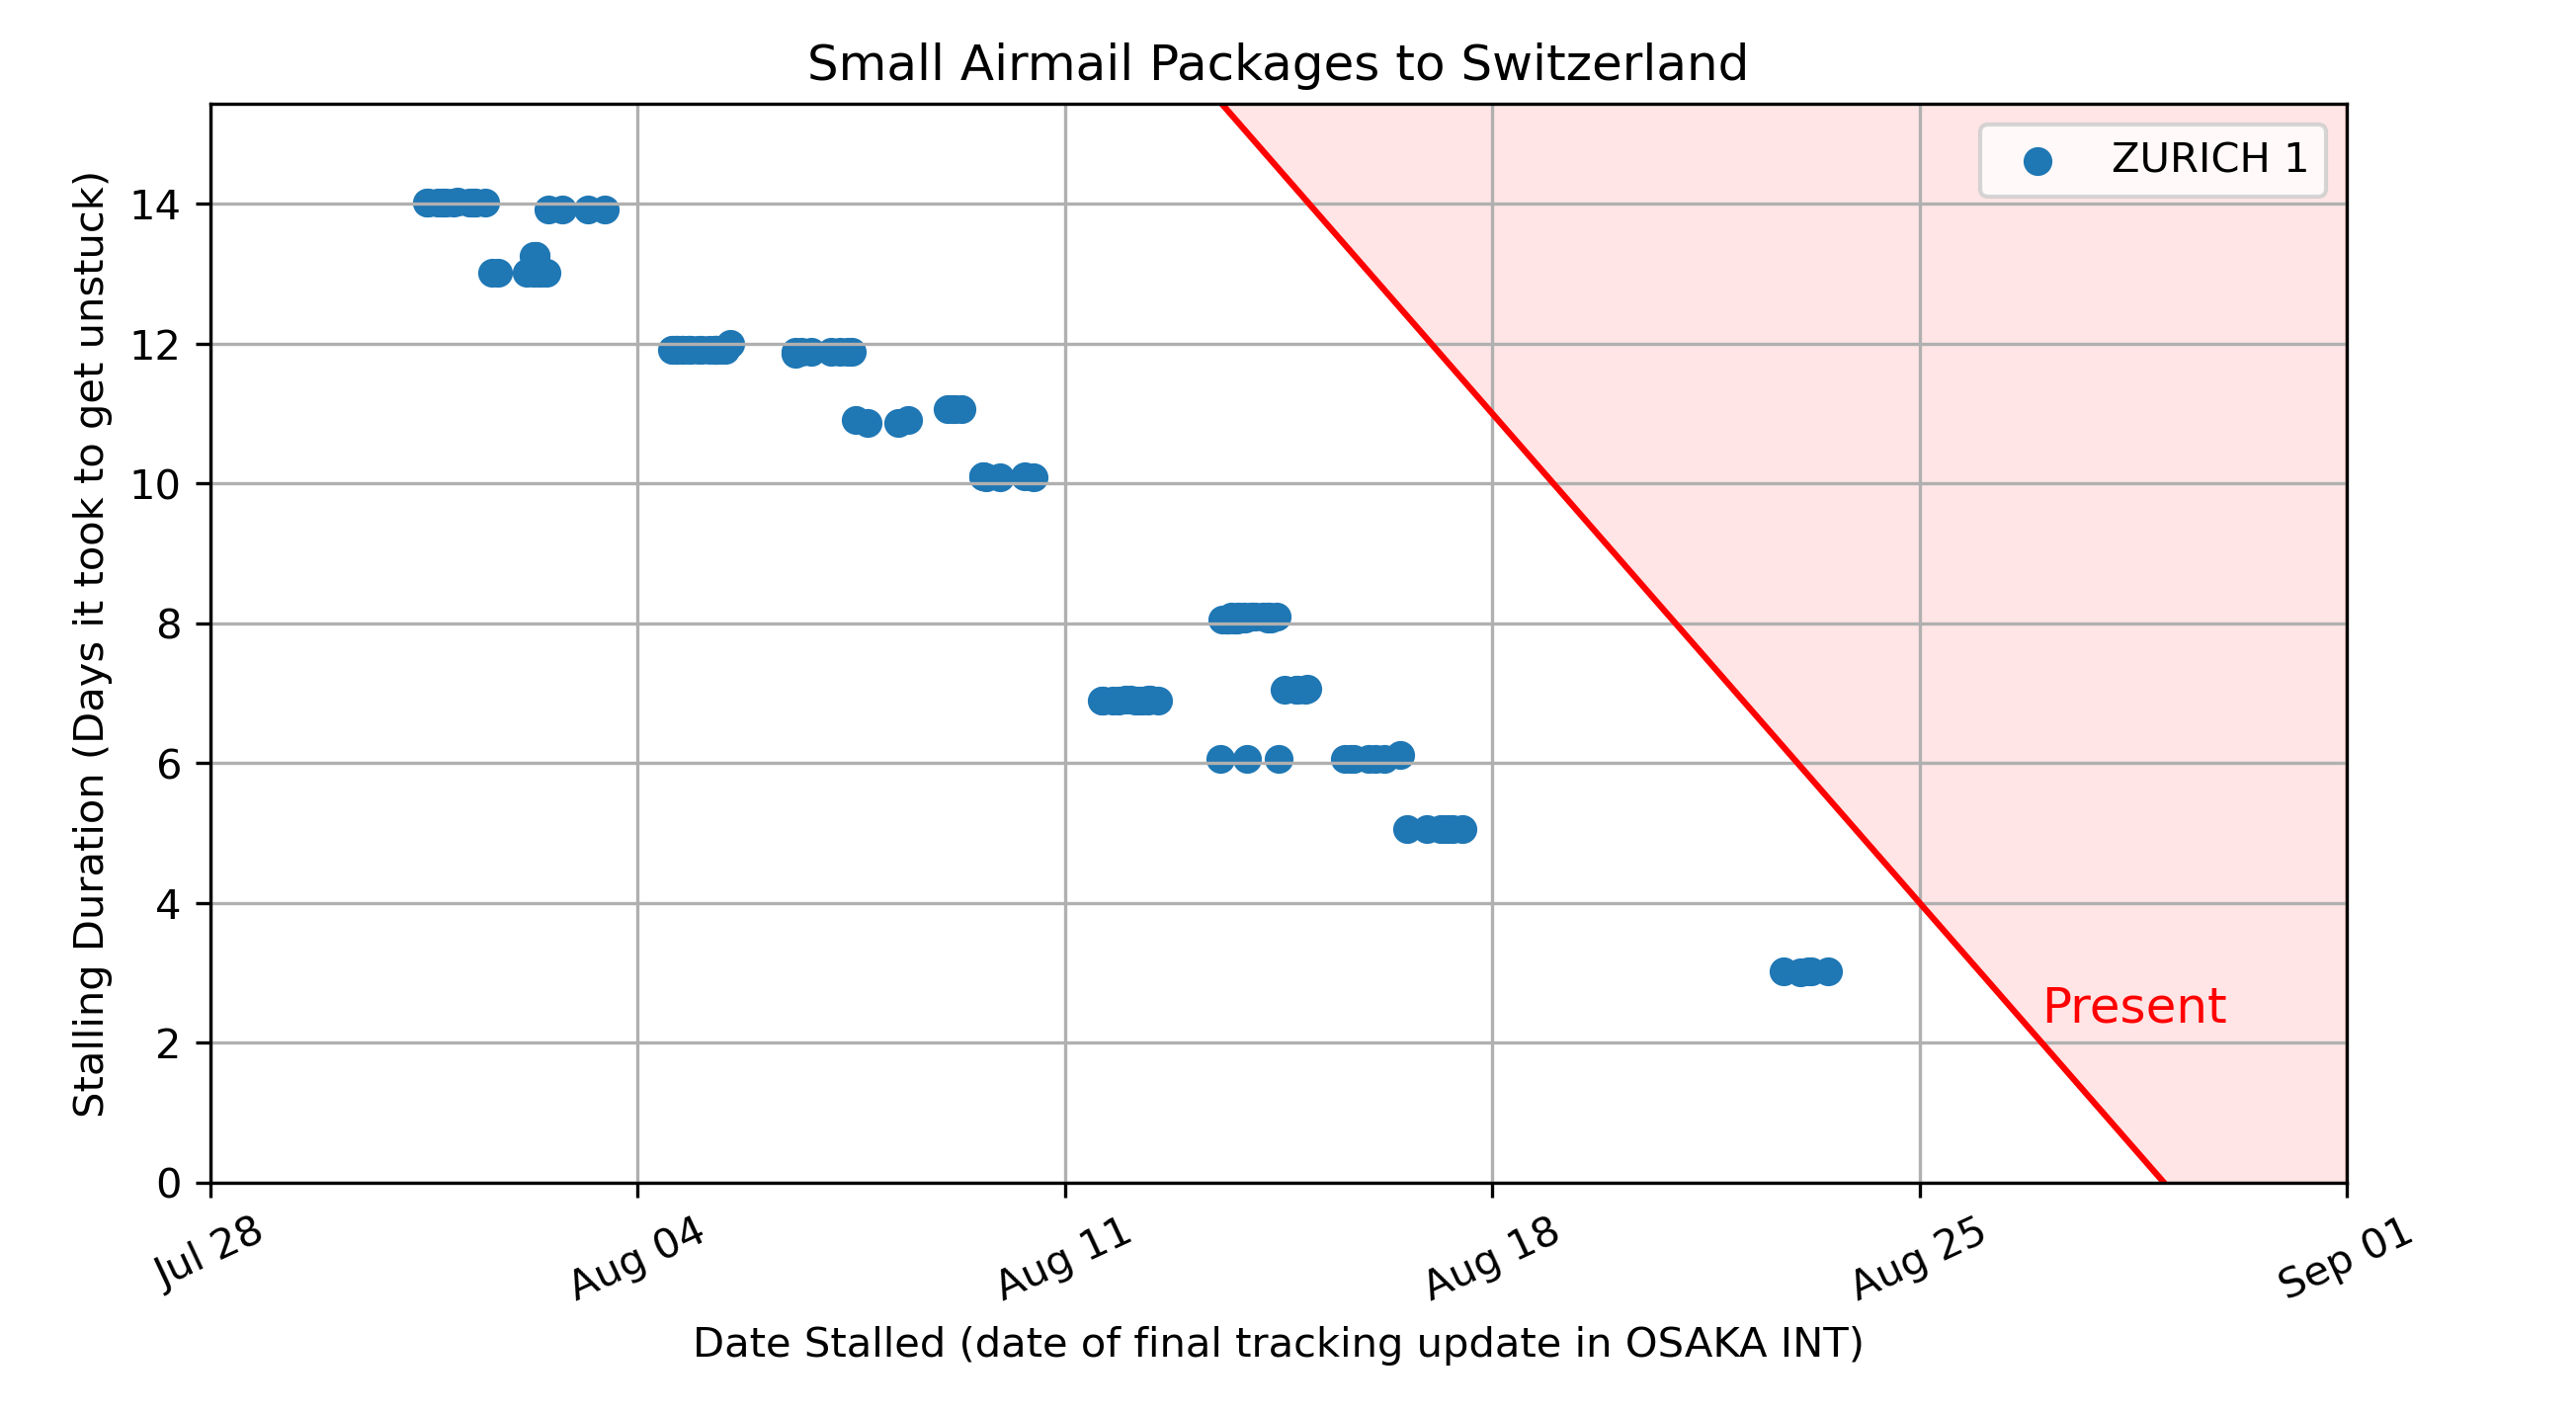 Small Airmail Packages to Switzerland
ZURICH 1
Stalling Duration (Days it took to get unstuck)
14
12
10
8
6
4
2
0
Present
Jul 28
Aug 04
Aug 11
Aug 18
Aug 25
Sep 01
Date Stalled (date of final tracking update in OSAKA INT)